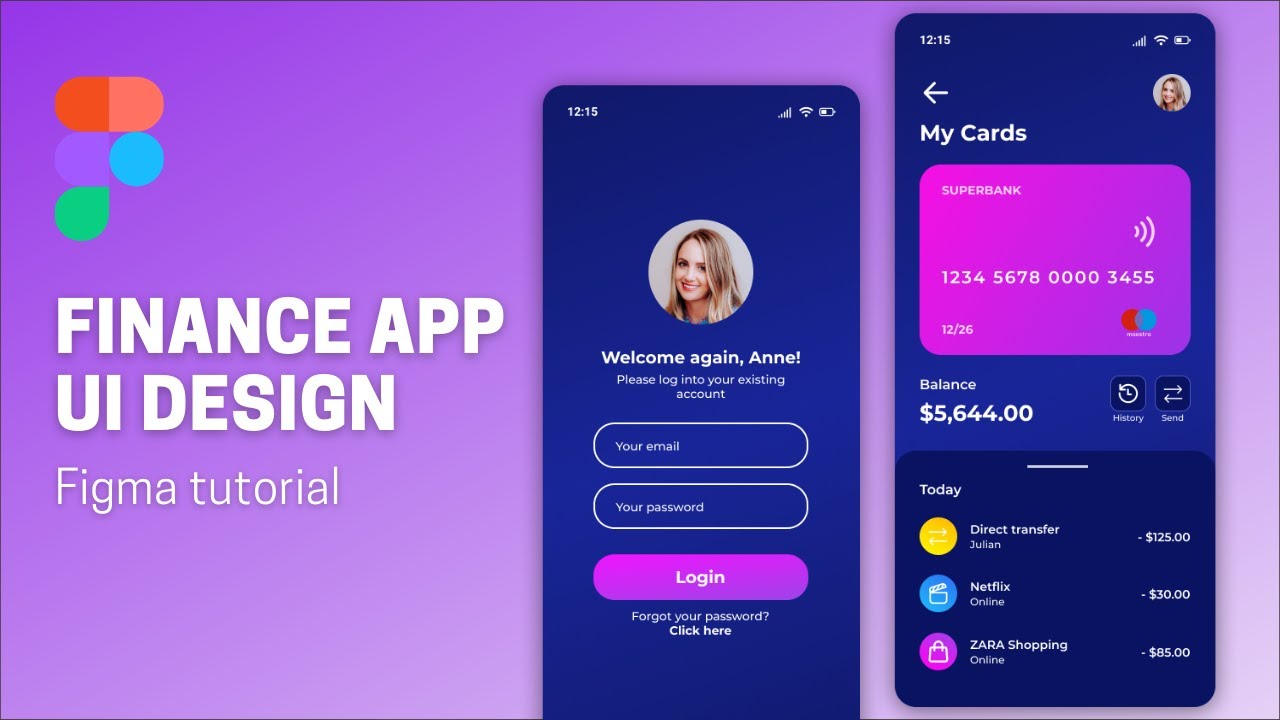 FINANCE APP
UI DESIGN
Figma tutorial
12:15
Welcome again, Anne!
Please log into your existing
account
Your email
Your password
Login
Forgot your password?
Click here
12:15
My Cards
SUPERBANK
1234 5678 0000 3455
12/26
maestro
Balance
$5,644.00
History
Send
Today
Direct transfer
Julian
- $125.00
Netflix
Online
- $30.00
ZARA Shopping
Online
- $85.00